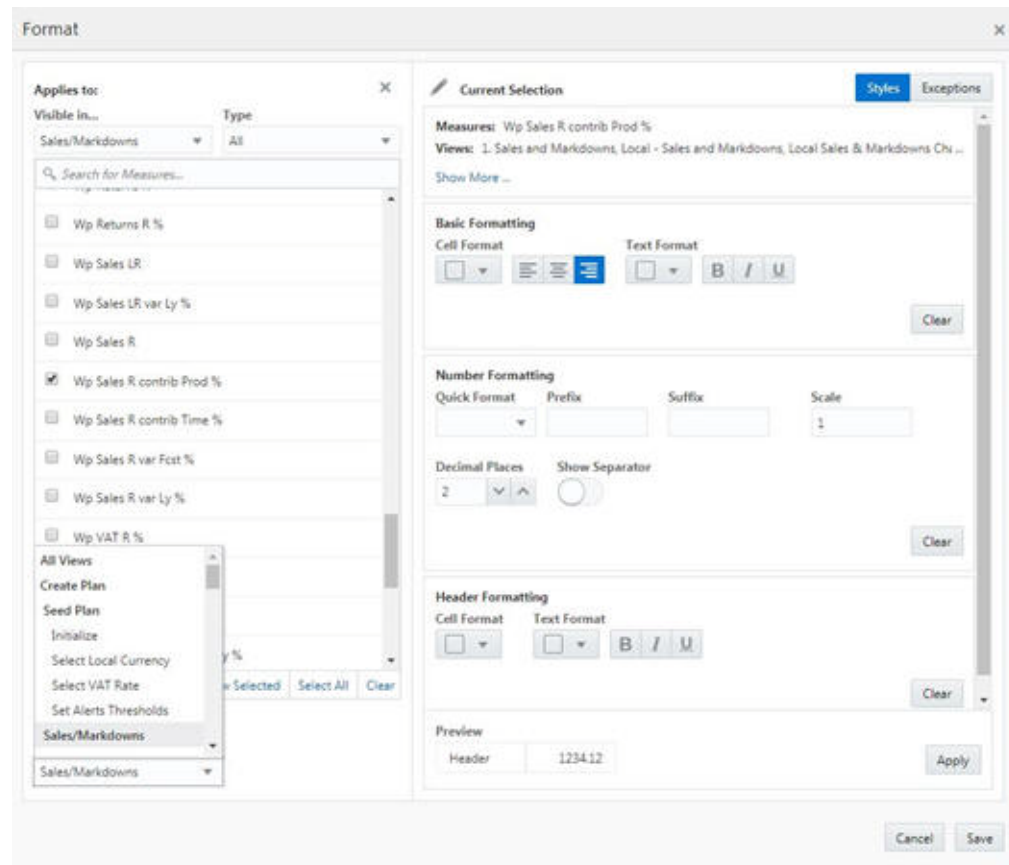 Format
Applies to:
Visible in...
Type
Sales/Markdowns
All
Search for Measures...
Wp Returns R %
Wp Sales LR
Wp Sales LR var Ly %
Wp Sales R
Wp Sales R contrib Prod %
Wp Sales R contrib Time %
Wp Sales R var Fcst %
Wp Sales R var Ly %
Wp VAT R %
All Views
Create Plan
Seed Plan
Initialize
Select Local Currency
y %
Select VAT Rate
Selected Select All Clear
Set Alerts Thresholds
Sales/Markdowns
Sales/Markdowns
Current Selection
Styles Exceptions
Measures: Wp Sales R contrib Prod %
Views: 1. Sales and Markdowns, Local - Sales and Markdowns, Local Sales & Markdowns Cha ...
Show More ...
Basic Formatting
Cell Format Text Format
B I U
Clear
Number Formatting
Quick Format Prefix Suffix Scale
1
Decimal Places Show Separator
2
Clear
Header Formatting
Cell Format Text Format
B I U
Clear
Preview
Header 1234.12
Apply
Cancel Save